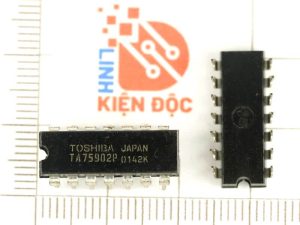 LINH
KIỆN ĐỘC
TOSHIBA JAPAN
TA75902P 0142K